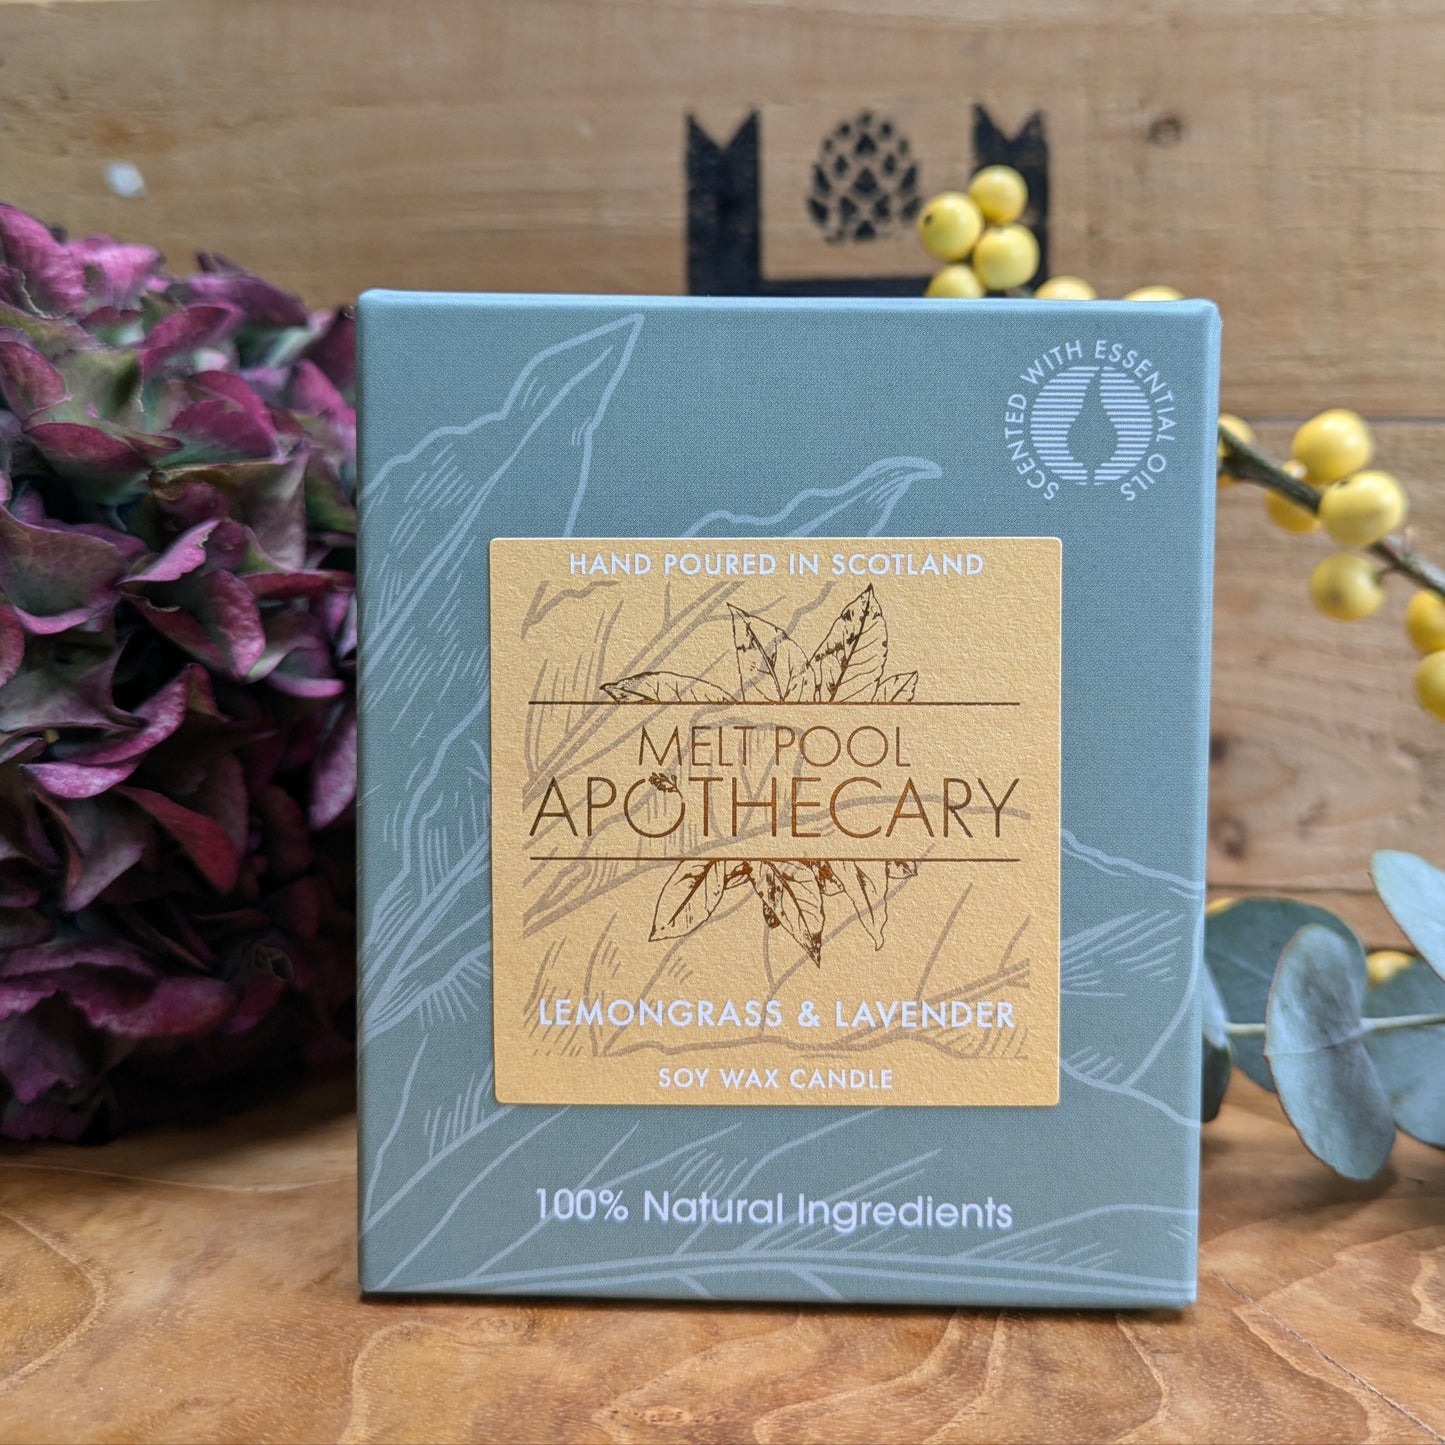 SCENTED WITH ESSENTIAL OILS
HAND POURED IN SCOTLAND
MELT POOL
APOTHECARY
LEMONGRASS & LAVENDER
SOY WAX CANDLE
100% Natural Ingredients